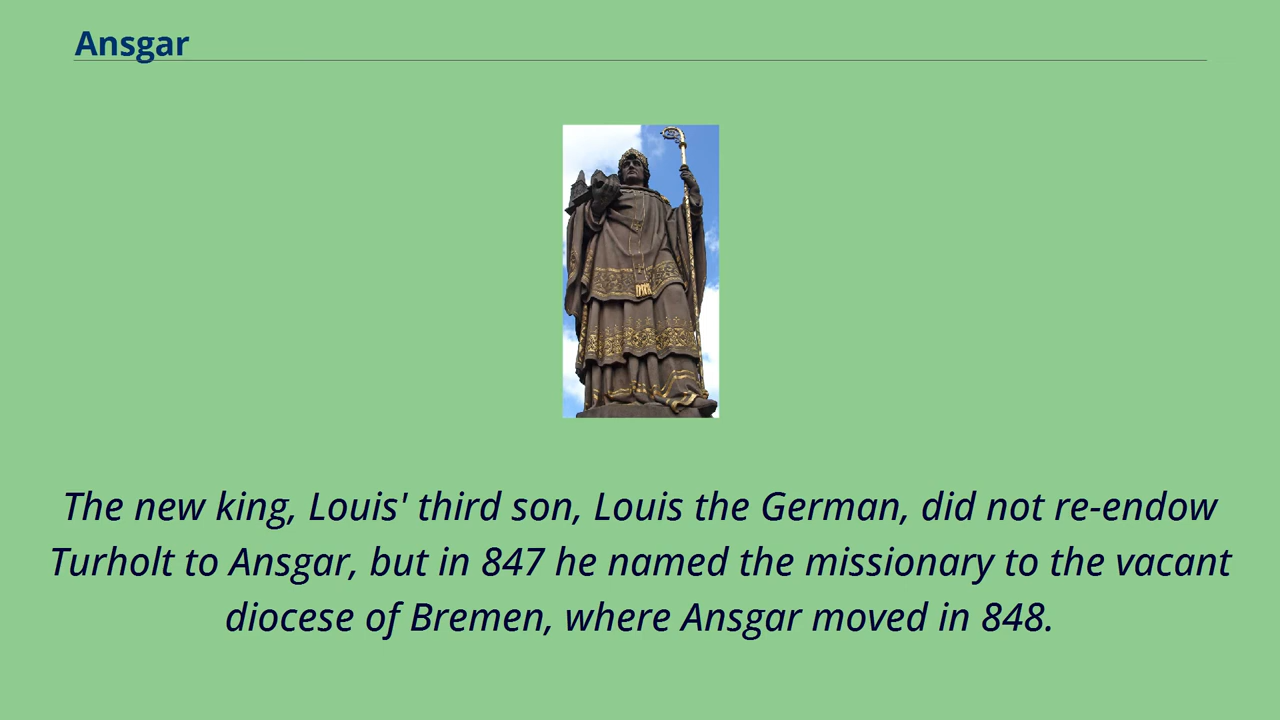 Ansgar
The new king, Louis' third son, Louis the German, did not re-endow
Turholt to Ansgar, but in 847 he named the missionary to the vacant
diocese of Bremen, where Ansgar moved in 848.